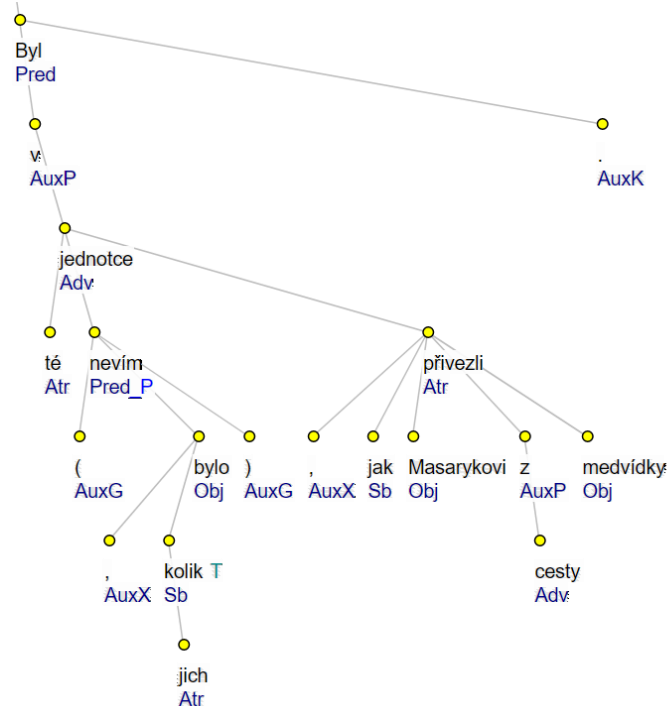 Byl
Pred
v
AuxP
.
AuxK
jednotce
Adv
té nevím přivezli
Atr Pred_P Atr
( bylo ) , jak Masarykovi z medvídky
AuxG Obj AuxG AuxX Sb Obj AuxP Obj
, kolik T cesty
AuxX Sb Adv
jich
Atr